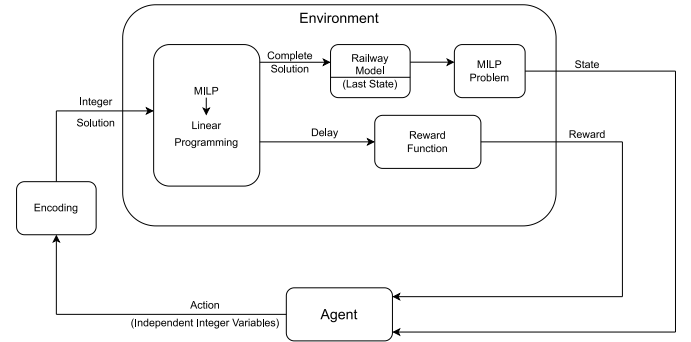 Environment
Complete
Solution
Railway
Model
(Last State)
MILP
Problem
State
MILP
Linear
Programming
Integer
Solution
Delay
Reward
Function
Reward
Encoding
Action
(Independent Integer Variables)
Agent